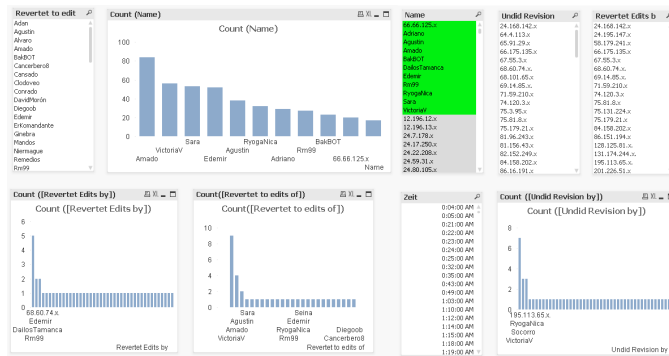 Revertet to edit
Adan
Agustin
Alvaro
Amado
BakBOT
Cancerbero8
Cansado
Clodoveo
Conrado
DavidMorón
Diegoob
Edemir
ErKomandante
Ginebra
Mandos
Niermague
Remedios
Rm99
Count (Name)
Count (Name)
100
80
60
40
20
0
Sara
RyogaNica
BakBOT
VictoriaV
Agustin
Rm99
Amado
Edemir
Adriano
66.66.125.x
Name
Name
66.66.125.x
Adriano
Agustin
Amado
BakBOT
DailosTamanca
Edemir
Rm99
RyogaNica
Sara
VictoriaV
12.196.12.x
12.196.13.x
24.7.178.x
24.17.250.x
24.22.208.x
24.59.31.x
24.80.105.x
Undid Revision
24.168.142.x
64.4.113.x
65.91.29.x
66.175.135.x
67.55.3.x
68.60.74.x.
68.101.65.x
69.14.85.x.
71.59.210.x
74.120.3.x
75.3.95.x
75.81.8.x
75.179.21.x
81.96.243.x
81.156.43.x
82.152.249.x
84.158.202.x
86.16.191.x
Revertet Edits b
24.168.142.x
24.195.147.x
58.179.241.x
66.175.135.x
67.55.3.x
68.60.74.x.
69.14.85.x.
71.59.210.x
74.120.3.x
75.81.8.x
75.131.224.x
75.179.21.x
84.158.202.x
86.151.194.x
128.125.81.x.
131.174.244.x.
195.113.65.x.
201.226.51.x
Count ([Revertet Edits by])
Count ([Revertet Edits by])
6
5
4
3
2
1
0
68.60.74.x.
Edemir
DailosTamanca
Rm99
Revertet Edits by
Count([Revertet to edits of])
Count([Revertet to edits of])
10
8
6
4
2
0
Sara
Seina
Agustin
Edemir
Amado
RyogaNica
Diegoob
VictoriaV
Rm99
Cancerbero8
Revertet to edits of
Zeit
0:04:00 AM
0:05:00 AM
0:21:00 AM
0:22:00 AM
0:23:00 AM
0:24:00 AM
0:25:00 AM
0:32:00 AM
0:35:00 AM
0:43:00 AM
0:49:00 AM
1:03:00 AM
1:10:00 AM
1:12:00 AM
1:14:00 AM
1:15:00 AM
1:18:00 AM
1:19:00 AM
Count ([Undid Revision by])
Count ([Undid Revision by])
8
6
4
2
0
195.113.65.x.
RyogaNica
Socorro
VictoriaV
Undid Revision by